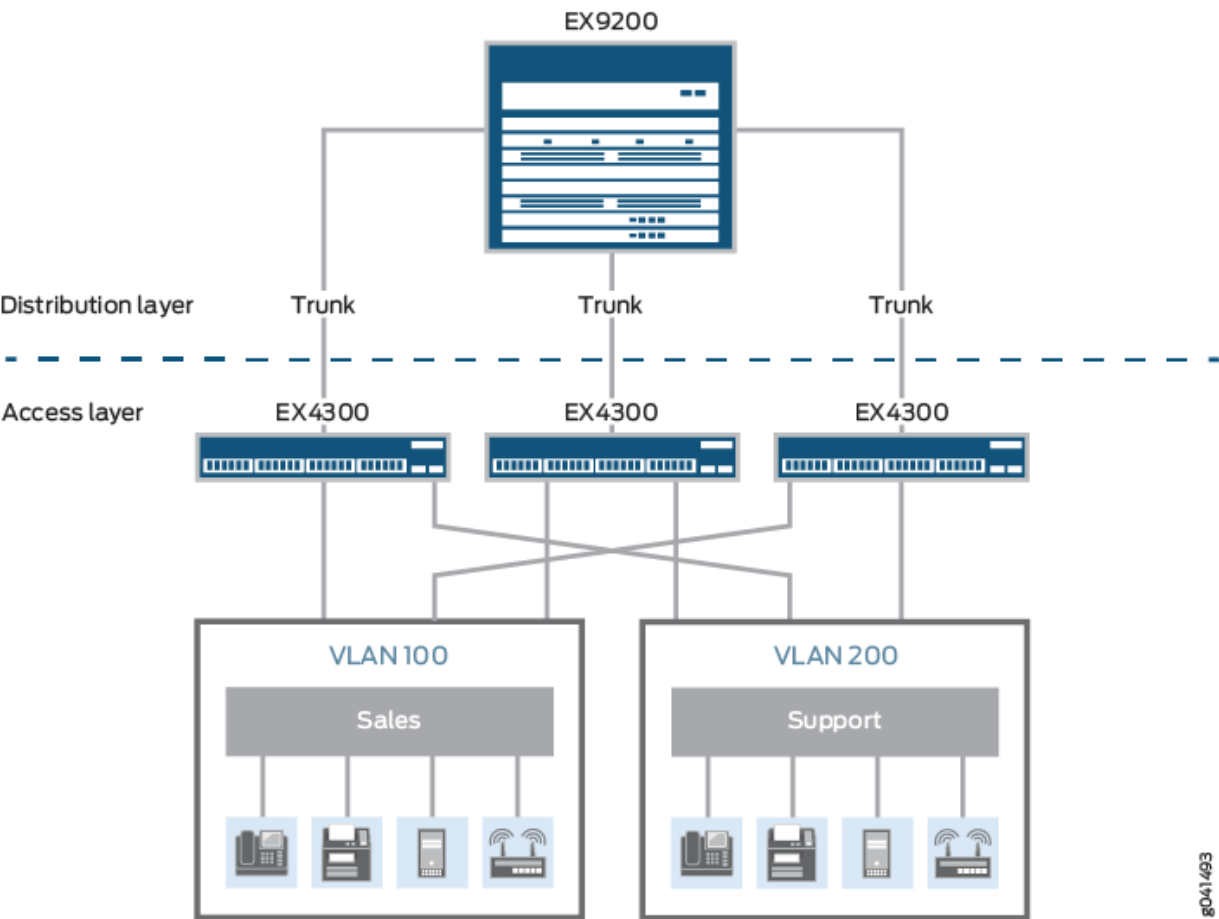 EX9200
Distribution layer Trunk Trunk Trunk
Access layer EX4300 EX4300 EX4300
VLAN 100 VLAN 200
Sales Support
g041493